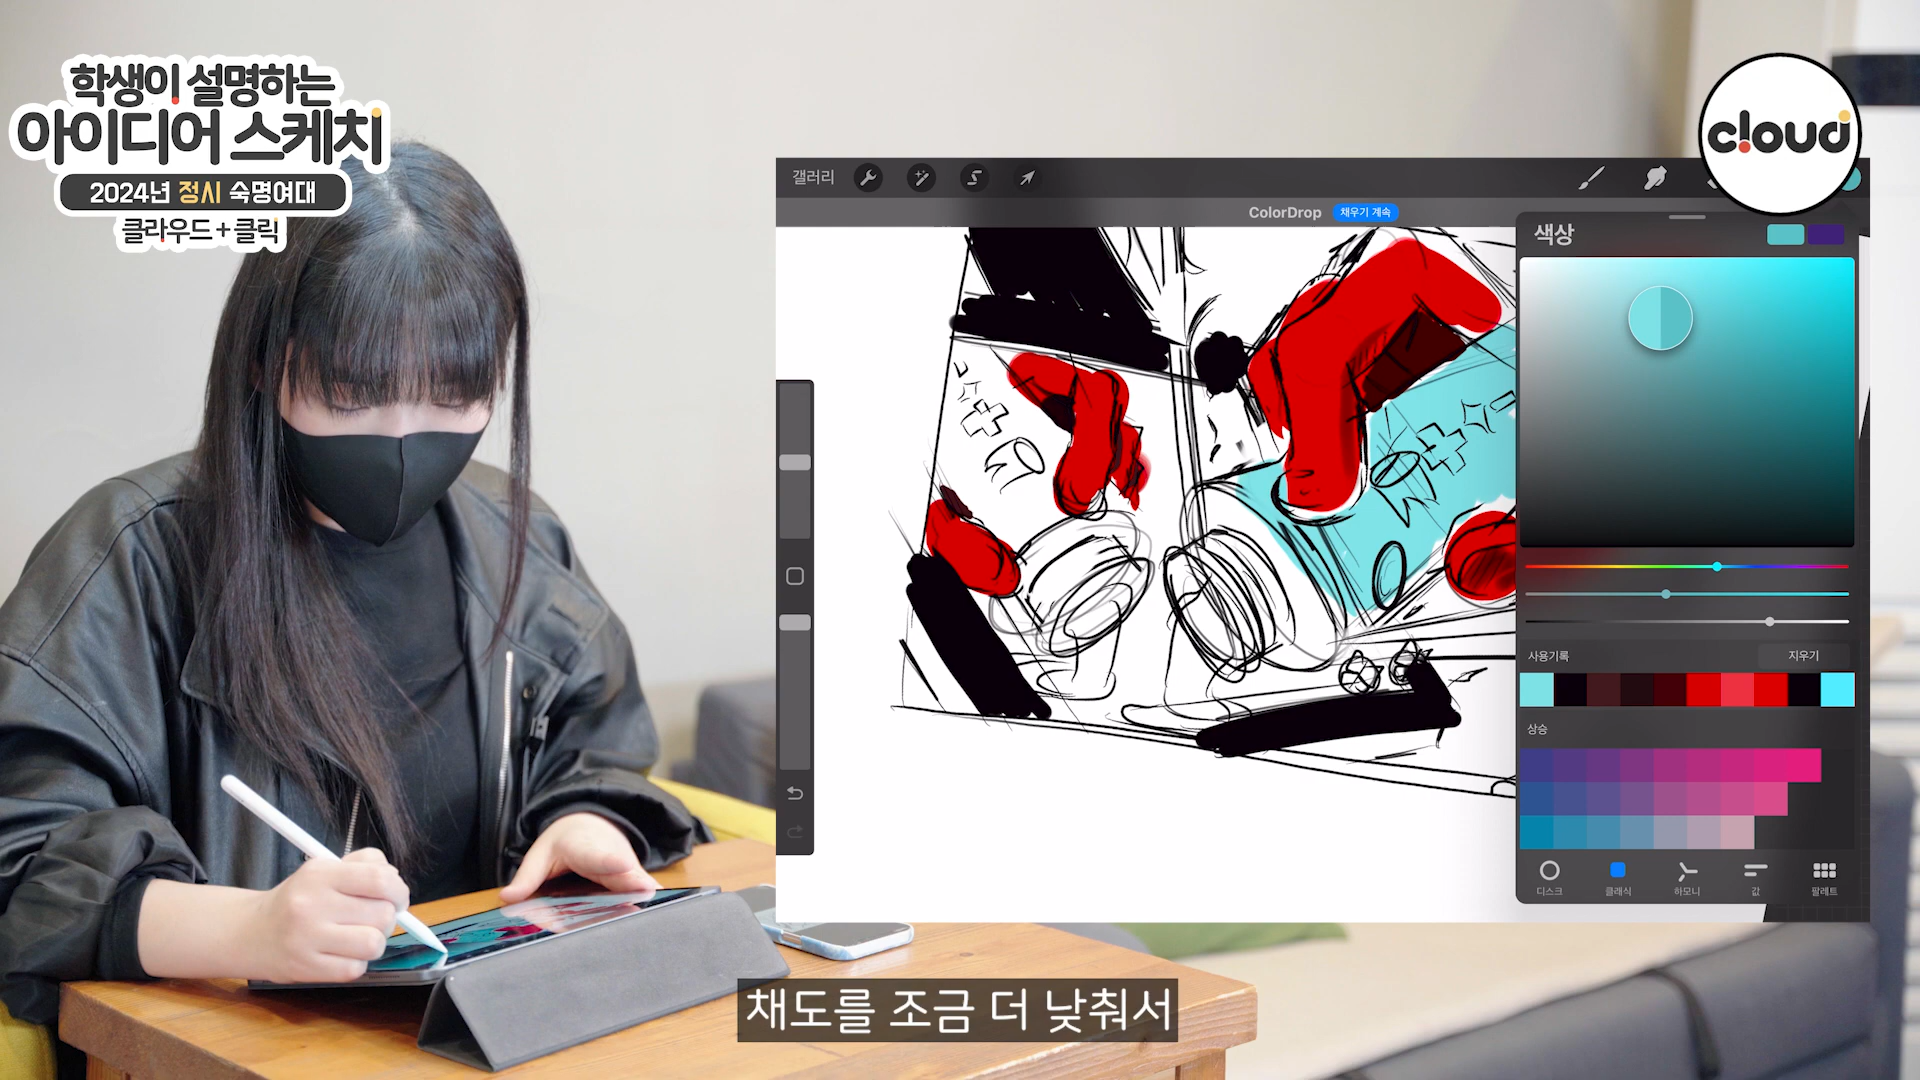 학생이 설명하는
아이디어 스케치
2024년 정시 숙명여대
클라우드+클릭
cloud
갤러리
ColorDrop
채우기 계속
색상
사용기록
지우기
상승
디스크
클래식
하모니
값
팔레트
채도를 조금 더 낮춰서